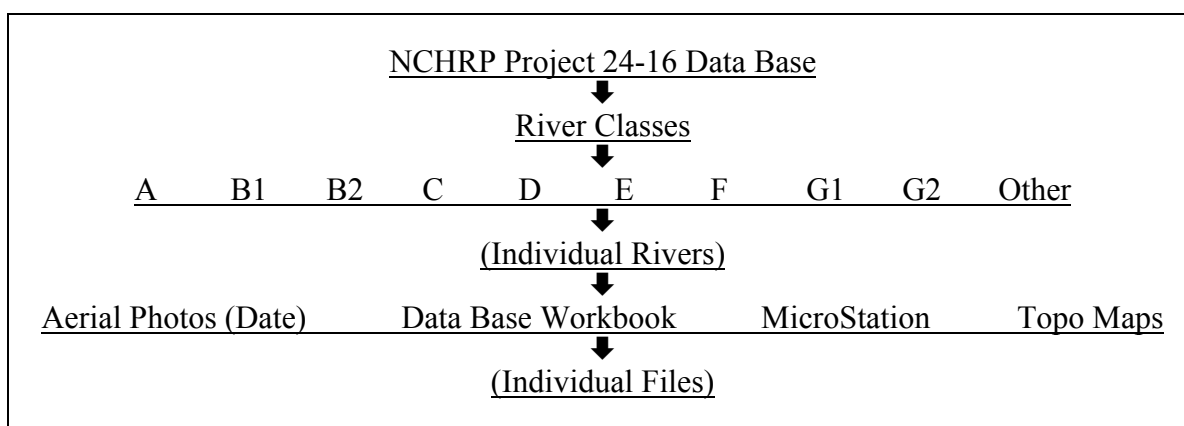 NCHRP Project 24-16 Data Base
River Classes
A B1 B2 C D E F G1 G2 Other
(Individual Rivers)
Aerial Photos (Date) Data Base Workbook MicroStation Topo Maps
(Individual Files)